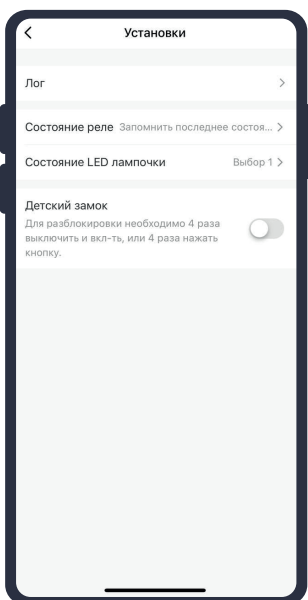 Установки
Лог
Состояние реле Запомнить последнее состоя...
Состояние LED лампочки Выбор 1
Детский замок
Для разблокировки необходимо 4 раза
выключить и вкл-ть, или 4 раза нажать
кнопку.